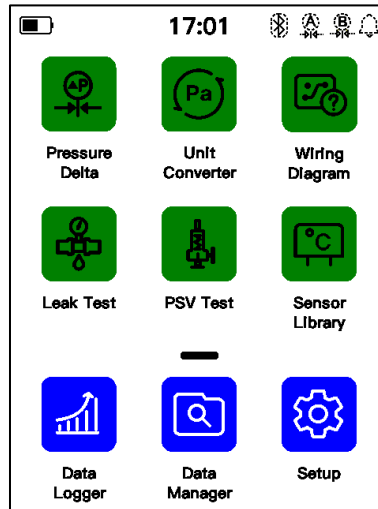 17:01
A B
ΔP
Pa
?
Pressure Delta
Unit Converter
Wiring Diagram
°C
Leak Test
PSV Test
Sensor Library
Data Logger
Data Manager
Setup